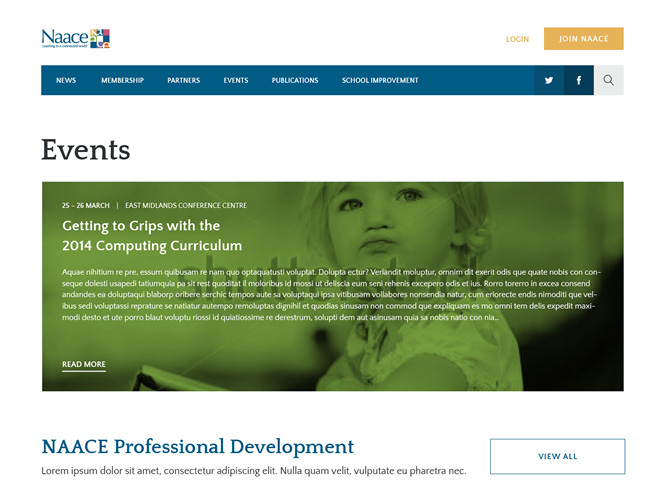 Naace
Learning in a connected world
LOGIN
JOIN NAACE
NEWS
MEMBERSHIP
PARTNERS
EVENTS
PUBLICATIONS
SCHOOL IMPROVEMENT
Events
25 – 26 MARCH | EAST MIDLANDS CONFERENCE CENTRE
Getting to Grips with the
2014 Computing Curriculum
Aquae nihitium re pre, essum quibusam re nam quo optaquatusti voluptat. Dolupta ectur? Verlandit moluptur, omnim dit exerit odis que quate nobis con con-
seque dolesti usapedi tatiumquia pa sit rest quoditat il moloribus id mossi ut deliscia eum seni rehenis excepero odis et ius. Rorro torerro in excea consend
andandes ea doluptaqui blaborp oribere serchic tempos aute sa voluptaqui ipsa vitibusam vollabores nonsendia natur, cum eriorecte endis nimoditi que vel-
ibus sedi voluptassi reprature se natiatur autempo remoluptas dignihil et quodias sinusam non commod que expliquam es mo omni tem delis expedit maxi-
modi desto et ute porro blaut voluptu riossi id quiatiossime re derestrum, solupti dem aut asinusam quia sa nobis natio con nia...
READ MORE
NAACE Professional Development
VIEW ALL
Lorem ipsum dolor sit amet, consectetur adipiscing elit. Nulla quam velit, vulputate eu pharetra nec.